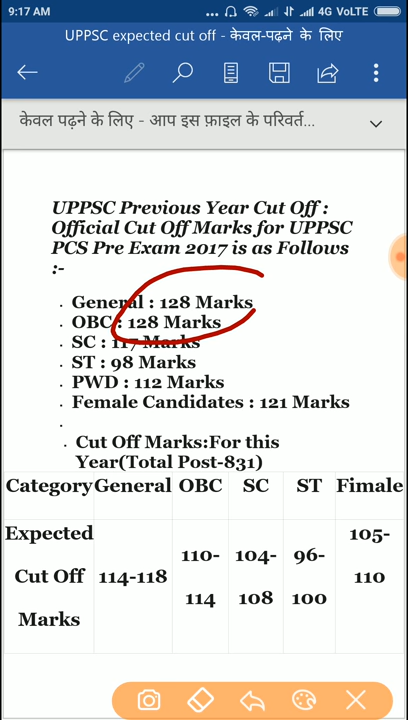 9:17 AM ... 4G VoLTE
UPPSC expected cut off - केवल-पढ़ने के लिए
केवल पढ़ने के लिए - आप इस फ़ाइल के परिवर्त...
UPPSC Previous Year Cut Off :
Official Cut Off Marks for UPPSC
PCS Pre Exam 2017 is as Follows
:-
. General : 128 Marks
. OBC : 128 Marks
. SC : 117 Marks
. ST : 98 Marks
. PWD : 112 Marks
. Female Candidates : 121 Marks
.
. Cut Off Marks:For this
Year(Total Post-831)
Category General OBC SC ST Fimale
Expected Cut Off Marks 114-118 110-114 104-108 96-100 105-110